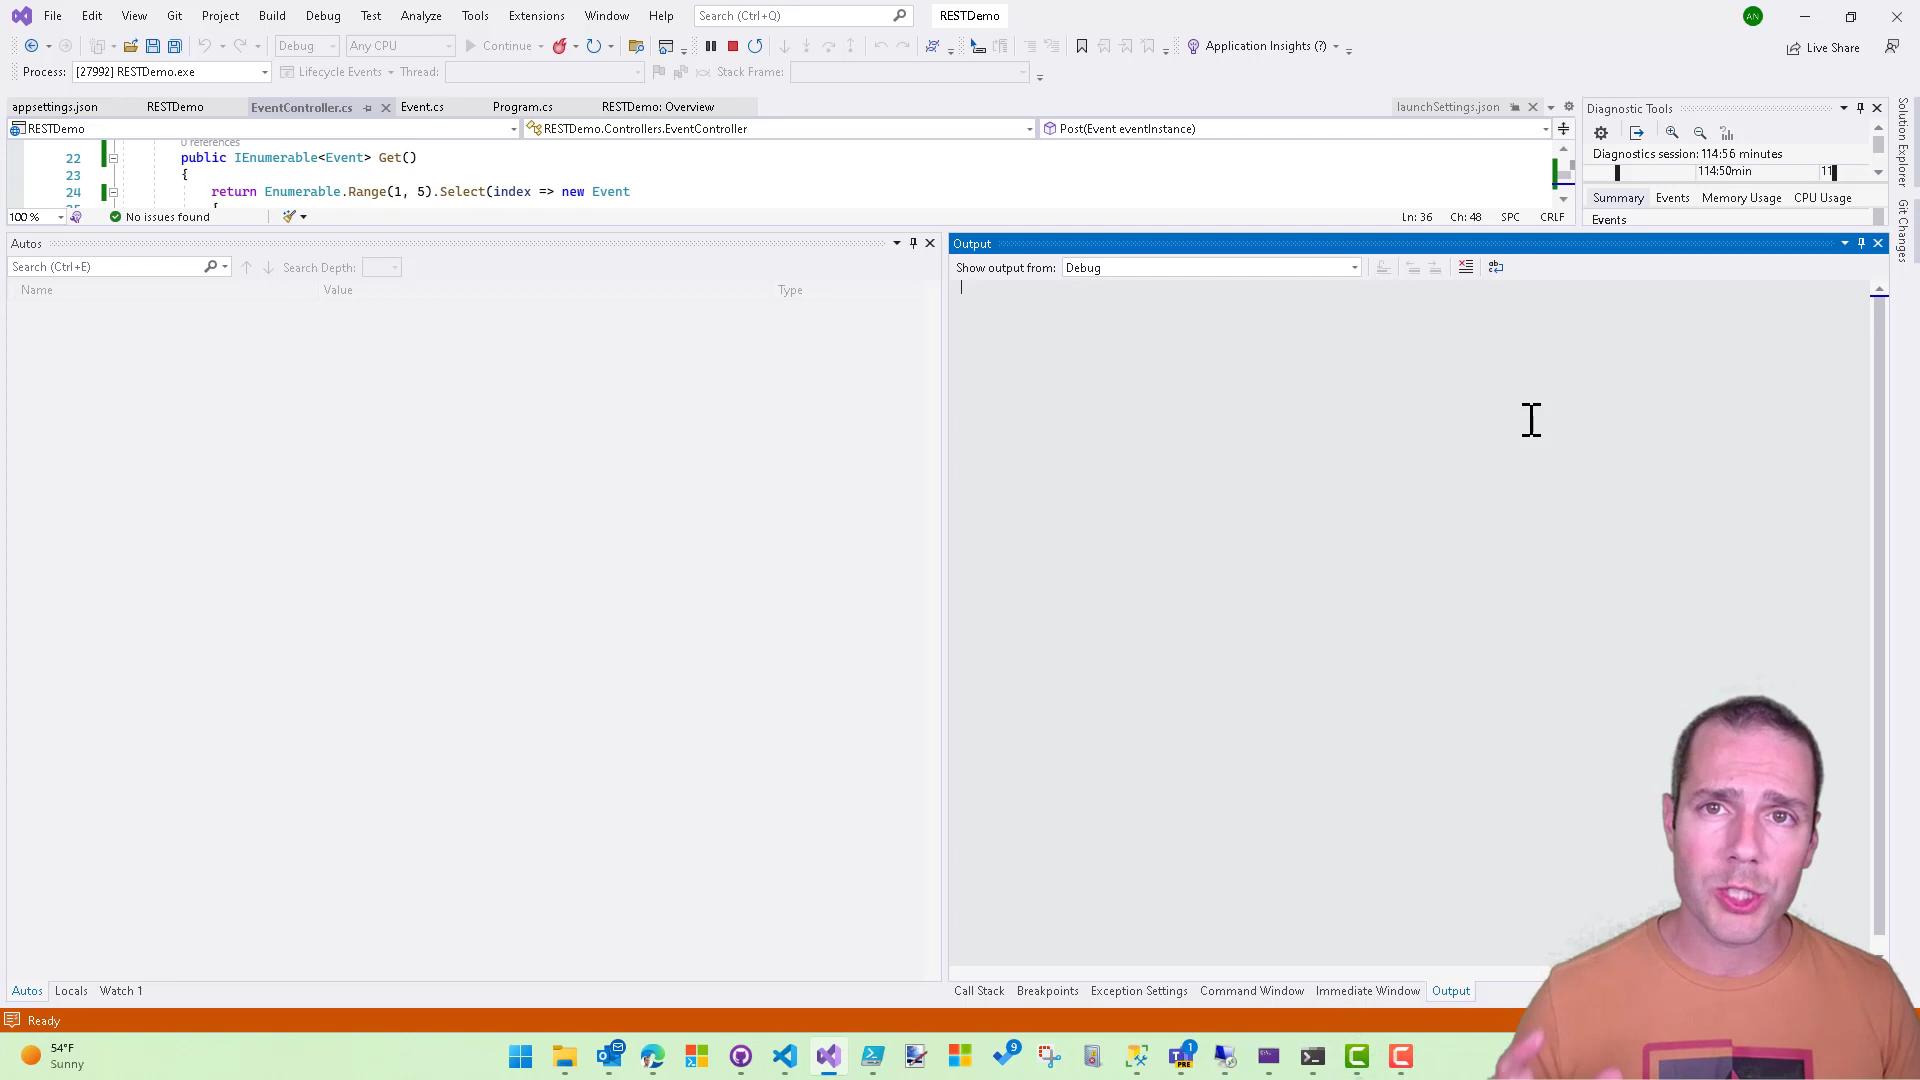 File Edit View Git Project Build Debug Test Analyze Tools Extensions Window Help Search (Ctrl+Q) RESTDemo AN
Debug Any CPU Continue Application Insights (?) Live Share
Process: [27992] RESTDemo.exe Lifecycle Events Thread: Stack Frame:
appsettings.json RESTDemo EventController.cs Event.cs Program.cs RESTDemo: Overview launchSettings.json Diagnostic Tools
RESTDemo RESTDemo.Controllers.EventController Post(Event eventInstance)
0 references
22 public IEnumerable<Event> Get()
23 {
24 return Enumerable.Range(1, 5).Select(index => new Event
{
100 % No issues found Ln: 36 Ch: 48 SPC CRLF
Diagnostics session: 114:56 minutes
114:50min 11
Summary Events Memory Usage CPU Usage
Events
Solution Explorer
Git Changes
Autos
Search (Ctrl+E) Search Depth:
Name Value Type
Output
Show output from: Debug
Autos Locals Watch 1
Call Stack Breakpoints Exception Settings Command Window Immediate Window Output
Ready
54°F
Sunny
9
1
PRE